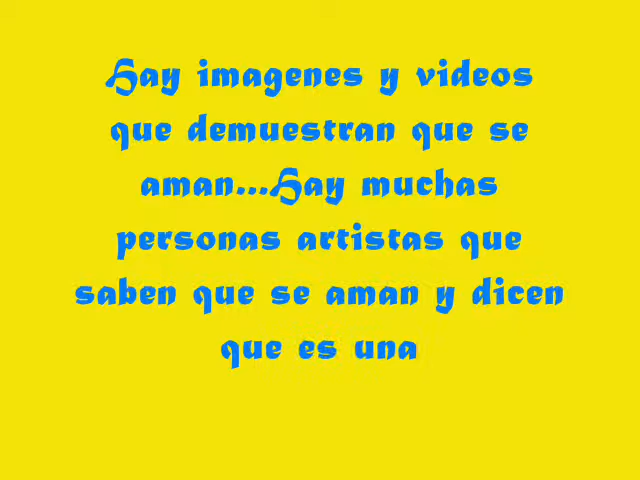 Hay imagenes y videos
que demuestran que se
aman...Hay muchas
personas artistas que
saben que se aman y dicen
que es una